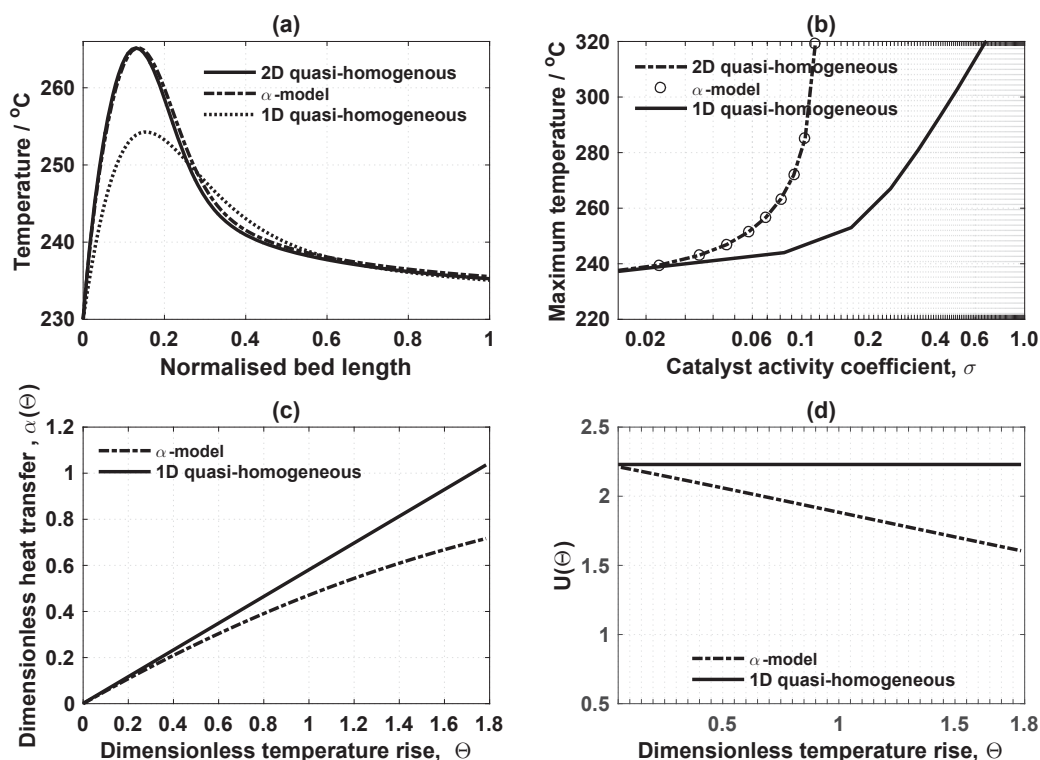 (a)
Temperature / °C
260
250
240
230
2D quasi-homogenous
α-model
1D quasi-homogeneous
0 0.2 0.4 0.6 0.8 1
Normalised bed length
(b)
Maximum temperature / °C
320
300
280
260
240
220
2D quasi-homogeneous
α-model
1D quasi-homogeneous
0.02 0.06 0.1 0.2 0.4 0.6 1.0
Catalyst activity coefficient, σ
(c)
Dimensionless heat transfer , α(Θ)
1.2
1
0.8
0.6
0.4
0.2
0
α-model
1D quasi-homogeneous
0 0.2 0.4 0.6 0.8 1 1.2 1.4 1.6 1.8
Dimensionless temperature rise, Θ
(d)
U(Θ)
2.5
2
1.5
1
0.5
α-model
1D quasi-homogeneous
0.5 1 1.5 1.8
Dimensionless temperature rise, Θ